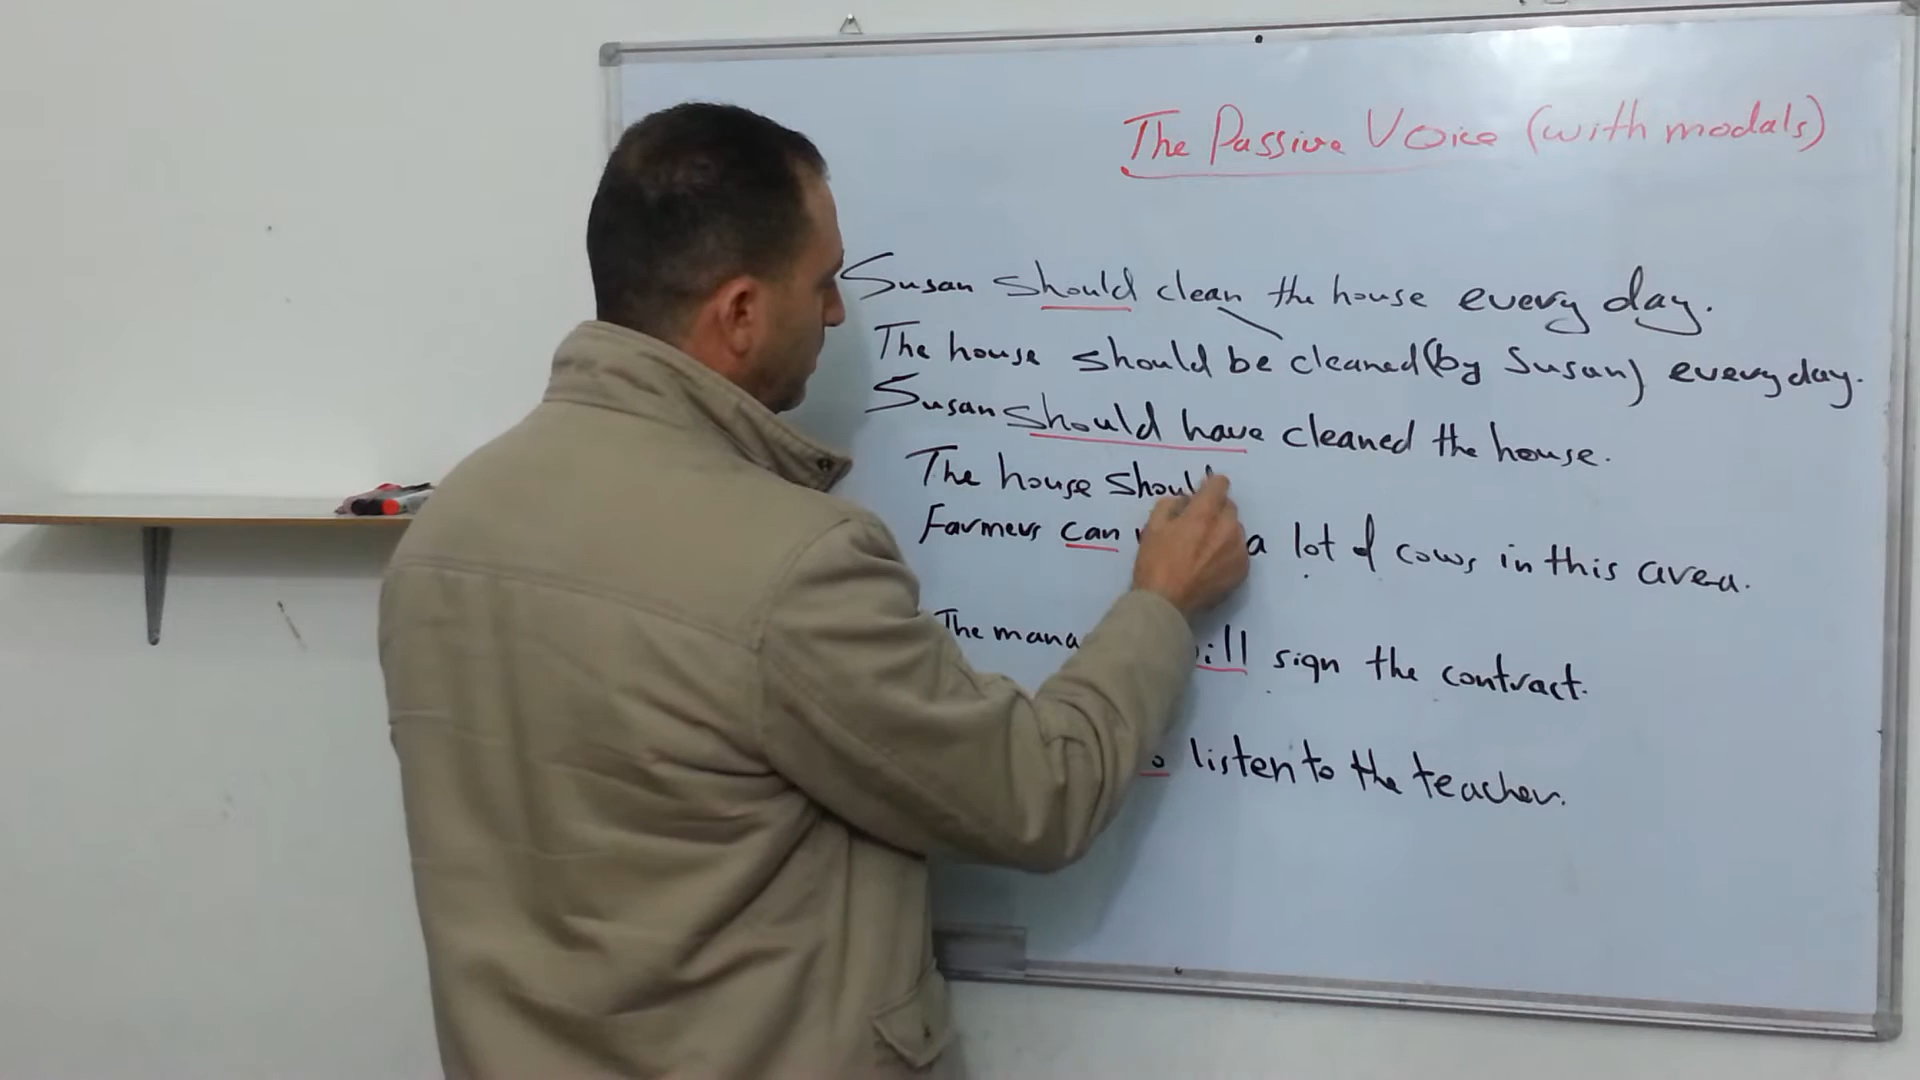 The Passive Voice (with modals)
Susan should clean the house every day.
The house should be cleaned (by Susan) everyday.
Susan should have cleaned the house.
The house shoul
Farmers can a lot of cows in this area.
The mana ill sign the contract.
o listen to the teacher.